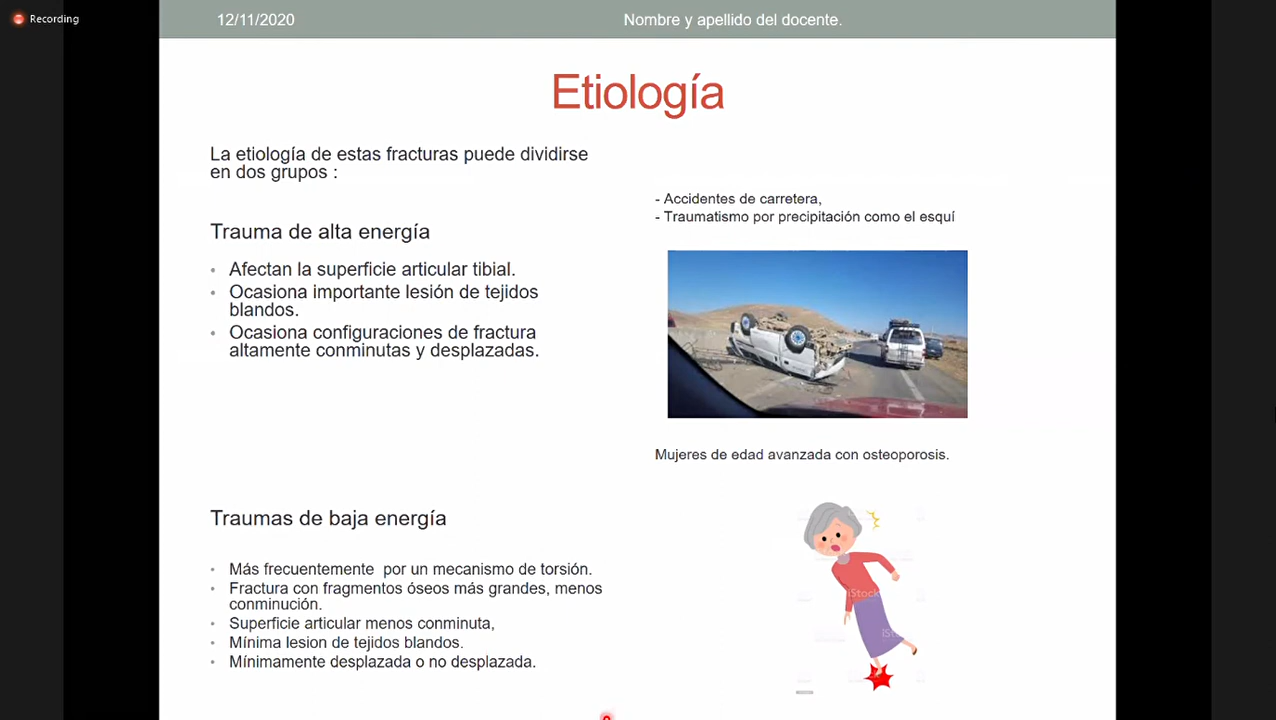 Recording
12/11/2020
Nombre y apellido del docente.
Etiología
La etiología de estas fracturas puede dividirse
en dos grupos :
Trauma de alta energía
• Afectan la superficie articular tibial.
• Ocasiona importante lesión de tejidos
blandos.
• Ocasiona configuraciones de fractura
altamente conminutas y desplazadas.
- Accidentes de carretera,
- Traumatismo por precipitación como el esquí
Mujeres de edad avanzada con osteoporosis.
Traumas de baja energía
• Más frecuentemente  por un mecanismo de torsión.
• Fractura con fragmentos óseos más grandes, menos
conminución.
• Superficie articular menos conminuta,
• Mínima lesion de tejidos blandos.
• Mínimamente desplazada o no desplazada.
iStock